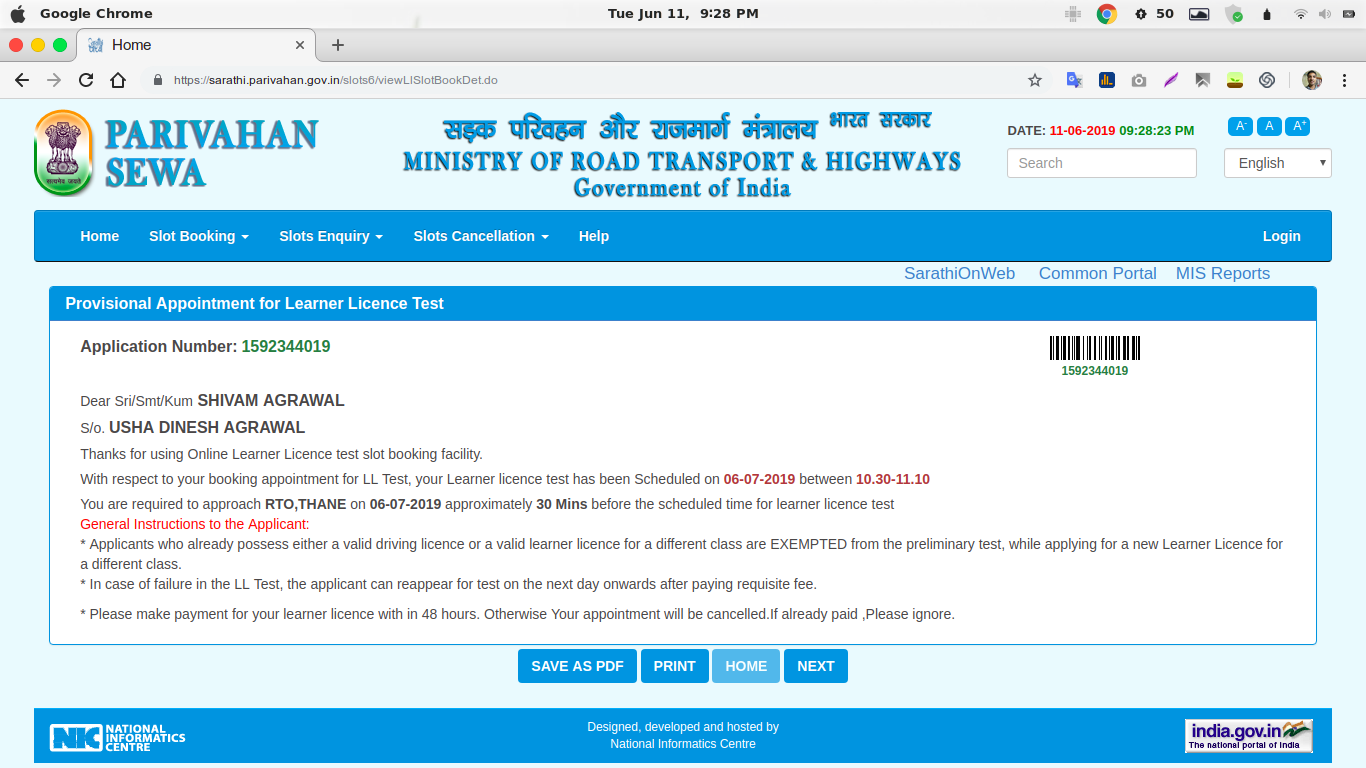 Google Chrome
Tue Jun 11, 9:28 PM
50
Home
https://sarathi.parivahan.gov.in/slots6/viewLlSlotBookDet.do
PARIVAHAN
SEWA
सत्यमेव जयते
सड़क परिवहन और राजमार्ग मंत्रालय भारत सरकार
MINISTRY OF ROAD TRANSPORT & HIGHWAYS
Government of India
DATE: 11-06-2019 09:28:23 PM
A- A A+
Search
English
Home Slot Booking Slots Enquiry Slots Cancellation Help Login
SarathiOnWeb Common Portal MIS Reports
Provisional Appointment for Learner Licence Test
Application Number: 1592344019
1592344019
Dear Sri/Smt/Kum SHIVAM AGRAWAL
S/o. USHA DINESH AGRAWAL
Thanks for using Online Learner Licence test slot booking facility.
With respect to your booking appointment for LL Test, your Learner licence test has been Scheduled on 06-07-2019 between 10.30-11.10
You are required to approach RTO,THANE on 06-07-2019 approximately 30 Mins before the scheduled time for learner licence test
General Instructions to the Applicant:
* Applicants who already possess either a valid driving licence or a valid learner licence for a different class are EXEMPTED from the preliminary test, while applying for a new Learner Licence for
a different class.
* In case of failure in the LL Test, the applicant can reappear for test on the next day onwards after paying requisite fee.
* Please make payment for your learner licence with in 48 hours. Otherwise Your appointment will be cancelled.If already paid ,Please ignore.
SAVE AS PDF PRINT HOME NEXT
NIC NATIONAL
INFORMATICS
CENTRE
Designed, developed and hosted by
National Informatics Centre
india.gov.in
The national portal of India